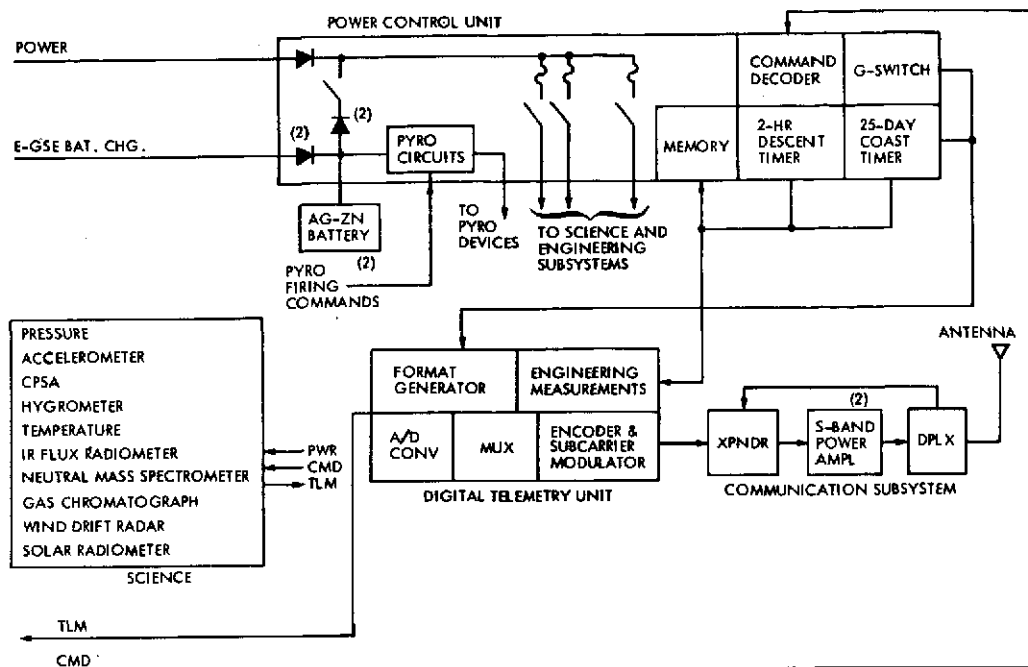 POWER CONTROL UNIT
POWER
COMMAND
DECODER
G-SWITCH
(2)
(2)
E-GSE BAT. CHG.
PYRO
CIRCUITS
MEMORY
2-HR
DESCENT
TIMER
25-DAY
COAST
TIMER
AG-ZN
BATTERY
(2)
TO
PYRO
DEVICES
TO SCIENCE AND
ENGINEERING
SUBSYSTEMS
PYRO
FIRING
COMMANDS
PRESSURE
ACCELEROMETER
CPSA
HYGROMETER
TEMPERATURE
IR FLUX RADIOMETER
NEUTRAL MASS SPECTROMETER
GAS CHROMATOGRAPH
WIND DRIFT RADAR
SOLAR RADIOMETER
SCIENCE
PWR
CMD
TLM
FORMAT
GENERATOR
ENGINEERING
MEASUREMENTS
A/D
CONV
MUX
ENCODER &
SUBCARRIER
MODULATOR
DIGITAL TELEMETRY UNIT
ANTENNA
XPNDR
(2)
S-BAND
POWER
AMPL
DPLX
COMMUNICATION SUBSYSTEM
TLM
CMD